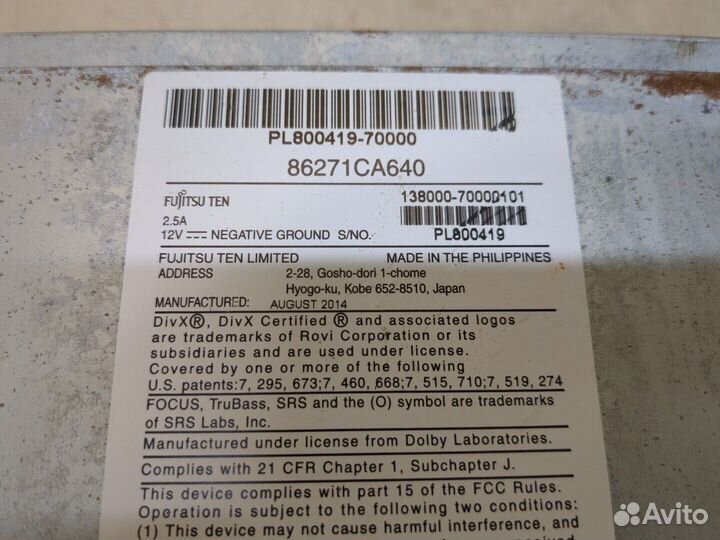 PL800419-70000
86271CA640
FUJITSU TEN
138000-70000101
2.5A
12V NEGATIVE GROUND S/NO. PL800419
FUJITSU TEN LIMITED MADE IN THE PHILIPPINES
ADDRESS 2-28, Gosho-dori 1-chome
Hyogo-ku, Kobe 652-8510, Japan
MANUFACTURED: AUGUST 2014
DivX®, DivX Certified ® and associated logos
are trademarks of Rovi Corporation or its
subsidiaries and are used under license.
Covered by one or more of the following
U.S. patents:7, 295, 673;7, 460, 668;7, 515, 710;7, 519, 274
FOCUS, TruBass, SRS and the (O) symbol are trademarks
of SRS Labs, Inc.
Manufactured under license from Dolby Laboratories.
Complies with 21 CFR Chapter 1, Subchapter J.
This device complies with part 15 of the FCC Rules.
Operation is subject to the following two conditions:
(1) This device may not cause harmful interference, and
received
Avito